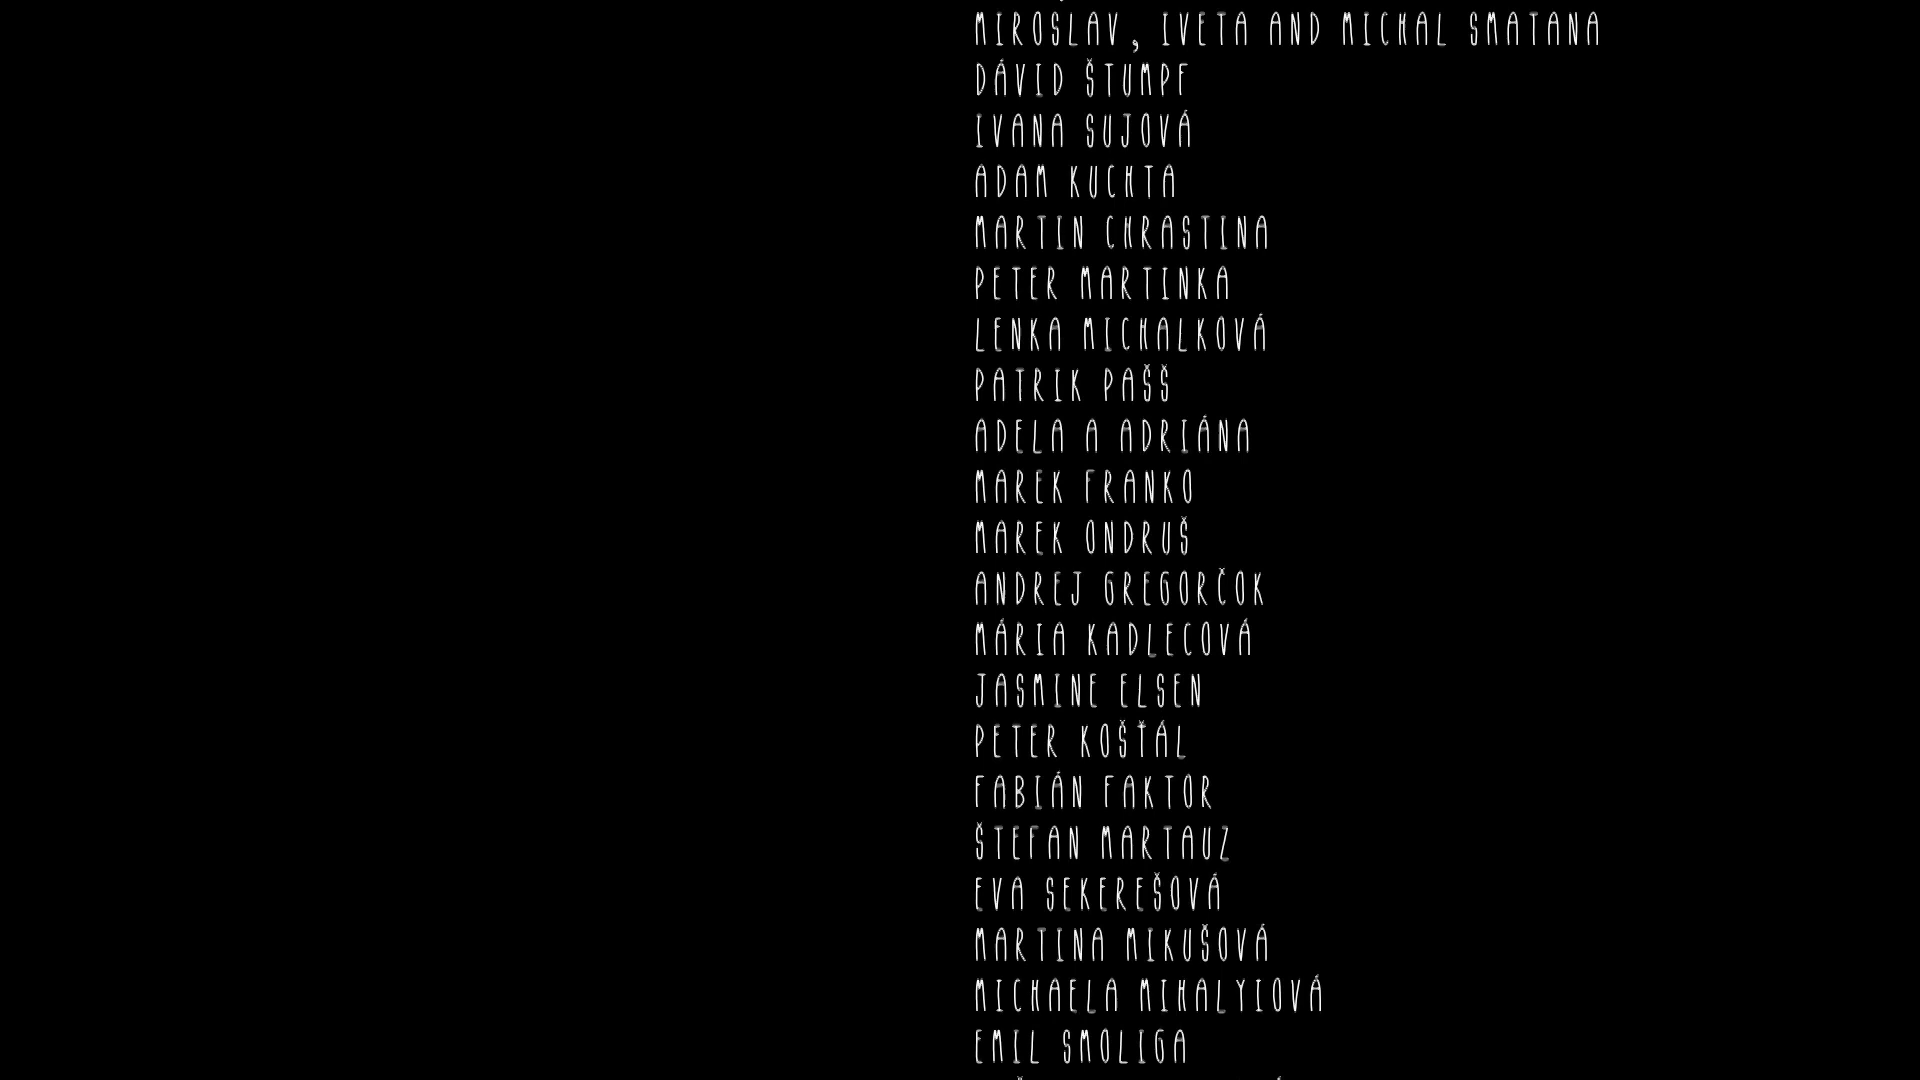 MIROSLAV, IVETA AND MICHAL SMATANA
DÁVID ŠTUMPF
IVANA SUJOVÁ
ADAM KUCHTA
MARTIN CHRASTINA
PETER MARTINKA
LENKA MICHALKOVÁ
PATRIK PAŠŠ
ADELA A ADRIÁNA
MAREK FRANKO
MAREK ONDRUŠ
ANDREJ GREGORČOK
MÁRIA KADLECOVÁ
JASMINE ELSEN
PETER KOŠŤÁL
FABIÁN FAKTOR
ŠTEFAN MARTAUZ
EVA SEKEREŠOVÁ
MARTINA MIKUŠOVÁ
MICHAELA MIHALYIOVÁ
EMIL SMOLIGA